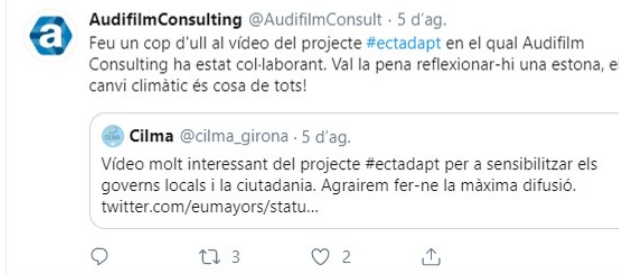 AudifilmConsulting @AudifilmConsult · 5 d’ag.
Feu un cop d'ull al vídeo del projecte #ectadapt en el qual Audifilm
Consulting ha estat col·laborant. Val la pena reflexionar-hi una estona, el
canvi climàtic és cosa de tots!
Cilma @cilma_girona · 5 d’ag.
Vídeo molt interessant del projecte #ectadapt per a sensibilitzar els
governs locals i la ciutadania. Agrairem fer-ne la màxima difusió.
twitter.com/eumayors/statu...
3 2